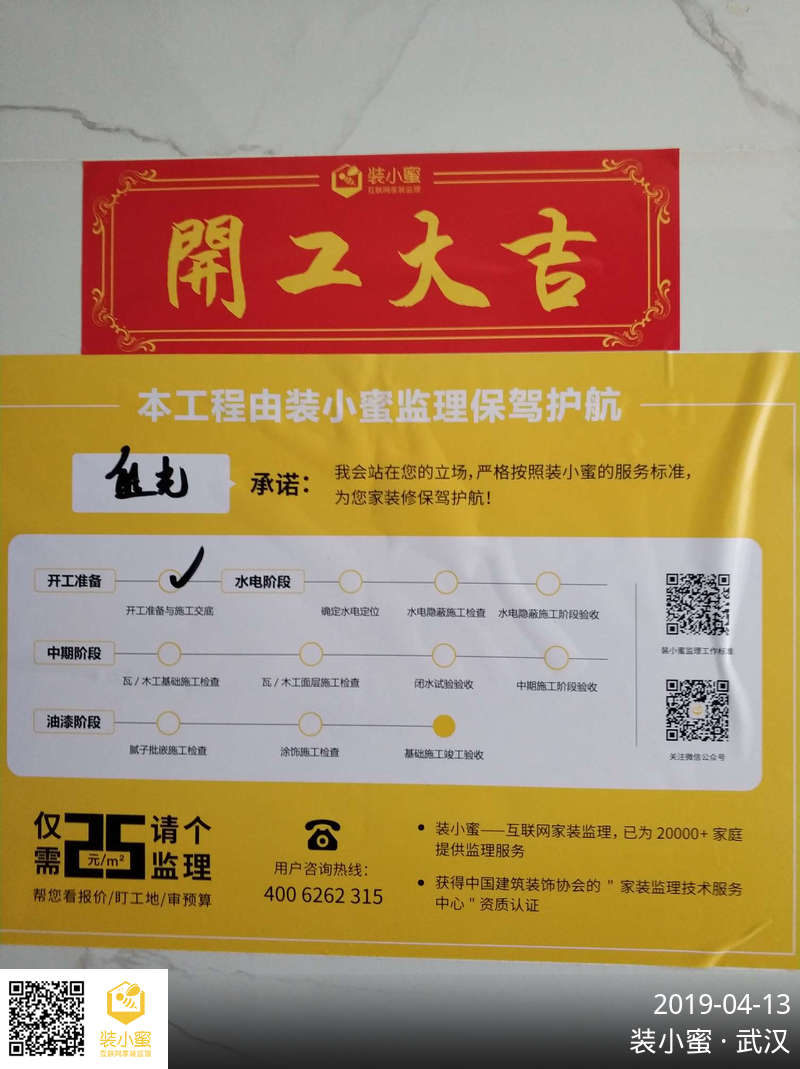 装小蜜
互联网家装监理
開工大吉
本工程由装小蜜监理保驾护航
熊光
承诺：
我会站在您的立场，严格按照装小蜜的服务标准，
为您家装修保驾护航！
开工准备
开工准备与施工交底
水电阶段
确定水电定位
水电隐蔽施工检查
水电隐蔽施工阶段验收
中期阶段
瓦/木工基础施工检查
瓦/木工面层施工检查
闭水试验验收
中期施工阶段验收
油漆阶段
腻子批嵌施工检查
涂饰施工检查
基础施工竣工验收
装小蜜监理工作标准
关注微信公众号
仅需25元/m²请个监理
帮您看报价/盯工地/审预算
用户咨询热线：
400 6262 315
装小蜜——互联网家装监理，已为 20000+ 家庭
提供监理服务
获得中国建筑装饰协会的 " 家装监理技术服务
中心 " 资质认证
装小蜜
互联网家装监理
2019-04-13
装小蜜·武汉